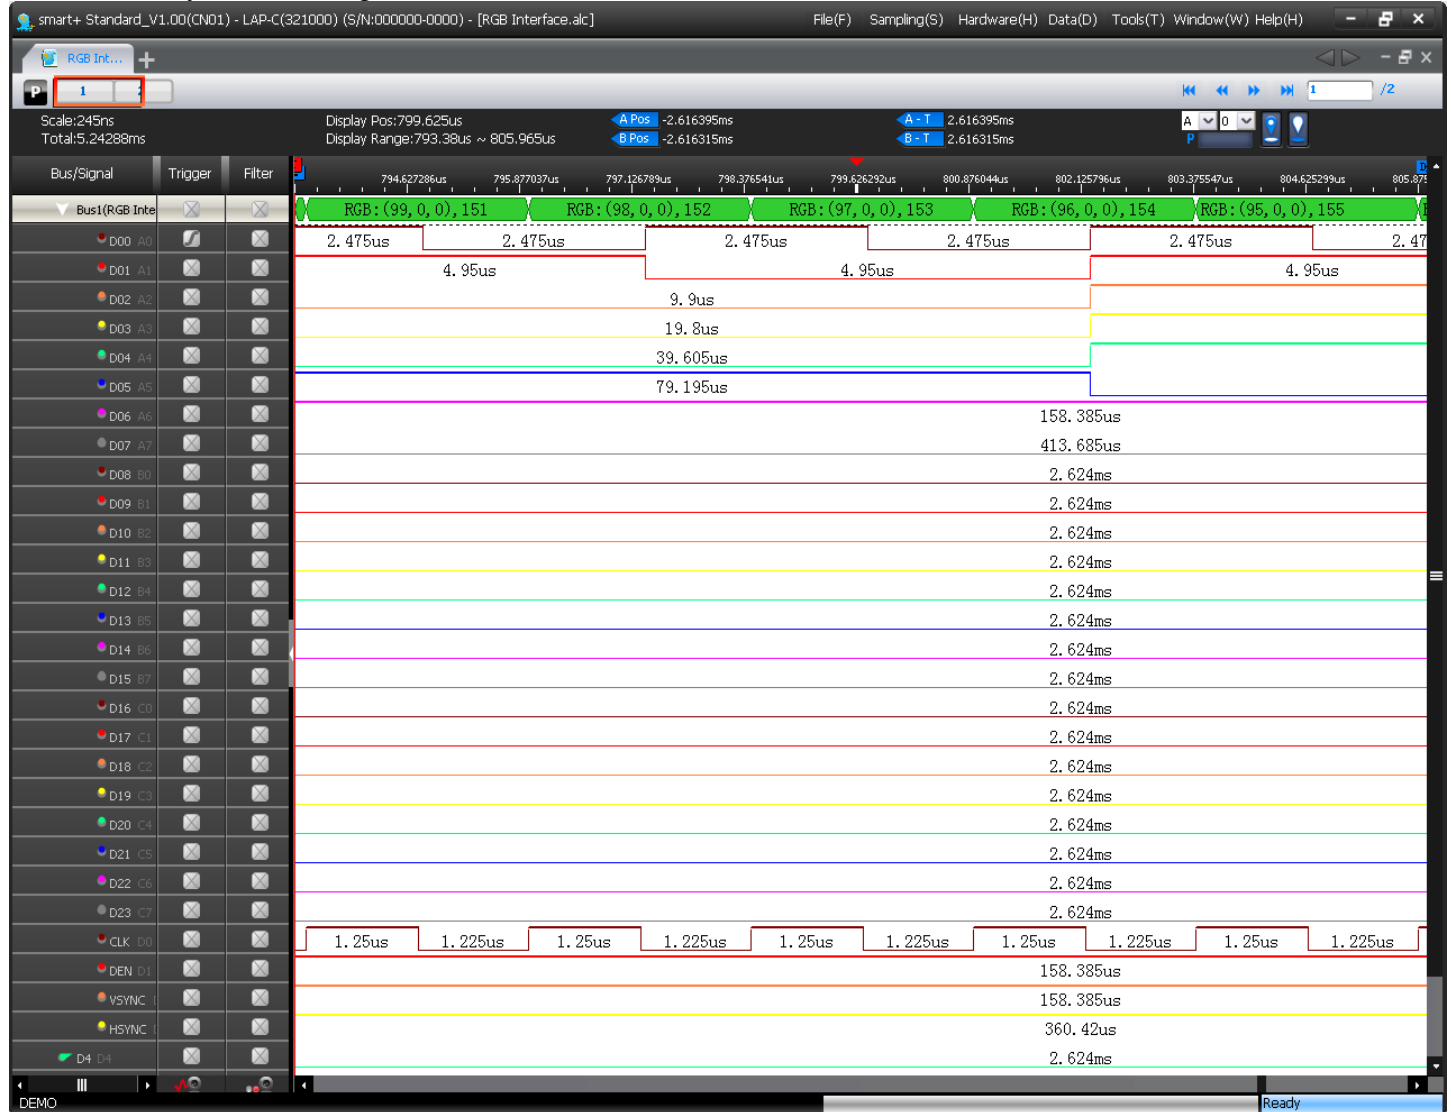 smart+ Standard_V1.00(CN01) - LAP-C(321000) (S/N:000000-0000) - [RGB Interface.alc] File(F) Sampling(S) Hardware(H) Data(D) Tools(T) Window(W) Help(H)
RGB Int...
P 1 2 1 /2
Scale:245ns Display Pos:799.625us A Pos -2.616395ms A - T 2.616395ms A 0
Total:5.24288ms Display Range:793.38us ~ 805.965us B Pos -2.616315ms B - T 2.616315ms P
Bus/Signal Trigger Filter 794.627286us 795.877037us 797.126789us 798.376541us 799.626292us 800.876044us 802.125796us 803.375547us 804.625299us 805.875
Bus1(RGB Inte RGB:(99,0,0),151 RGB:(98,0,0),152 RGB:(97,0,0),153 RGB:(96,0,0),154 RGB:(95,0,0),155
D00 A0 2.475us 2.475us 2.475us 2.475us 2.475us 2.47
D01 A1 4.95us 4.95us 4.95us
D02 A2 9.9us
D03 A3 19.8us
D04 A4 39.605us
D05 A5 79.195us
D06 A6 158.385us
D07 A7 413.685us
D08 B0 2.624ms
D09 B1 2.624ms
D10 B2 2.624ms
D11 B3 2.624ms
D12 B4 2.624ms
D13 B5 2.624ms
D14 B6 2.624ms
D15 B7 2.624ms
D16 C0 2.624ms
D17 C1 2.624ms
D18 C2 2.624ms
D19 C3 2.624ms
D20 C4 2.624ms
D21 C5 2.624ms
D22 C6 2.624ms
D23 C7 2.624ms
CLK D0 1.25us 1.225us 1.25us 1.225us 1.25us 1.225us 1.25us 1.225us 1.25us 1.225us
DEN D1 158.385us
VSYNC 158.385us
HSYNC 360.42us
D4 D4 2.624ms
DEMO Ready